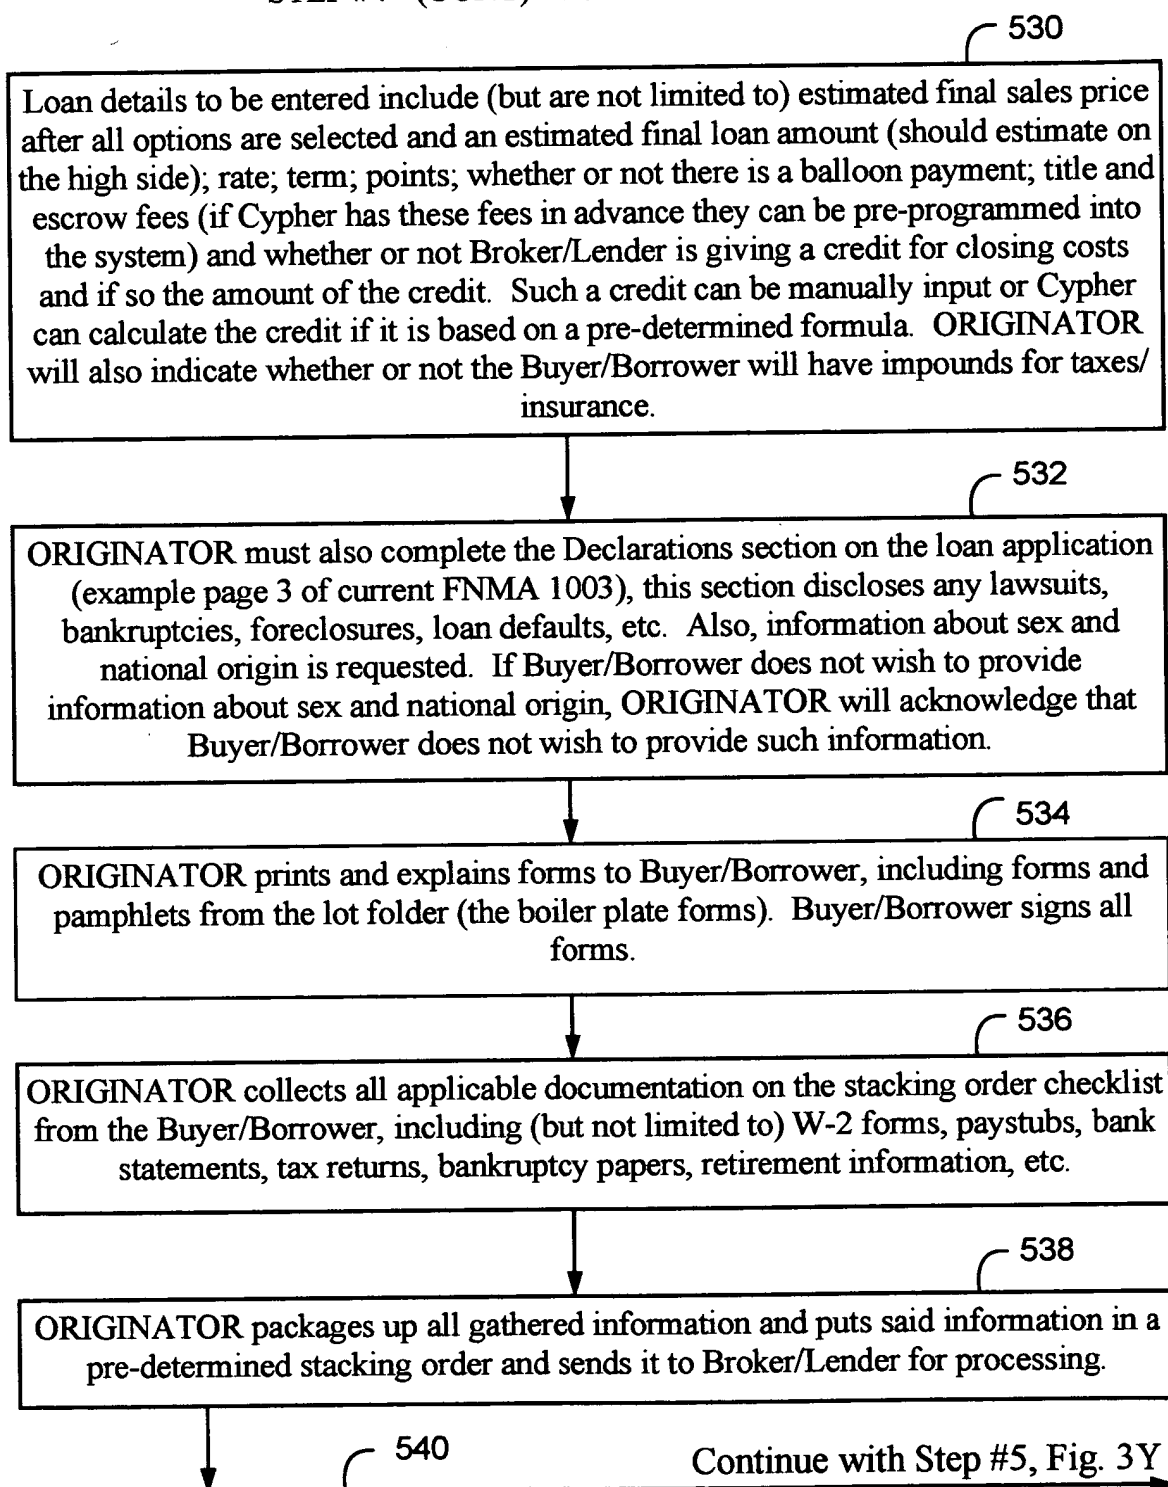 530
Loan details to be entered include (but are not limited to) estimated final sales price
after all options are selected and an estimated final loan amount (should estimate on
the high side); rate; term; points; whether or not there is a balloon payment; title and
escrow fees (if Cypher has these fees in advance they can be pre-programmed into
the system) and whether or not Broker/Lender is giving a credit for closing costs
and if so the amount of the credit. Such a credit can be manually input or Cypher
can calculate the credit if it is based on a pre-determined formula. ORIGINATOR
will also indicate whether or not the Buyer/Borrower will have impounds for taxes/
insurance.
532
ORIGINATOR must also complete the Declarations section on the loan application
(example page 3 of current FNMA 1003), this section discloses any lawsuits,
bankruptcies, foreclosures, loan defaults, etc. Also, information about sex and
national origin is requested. If Buyer/Borrower does not wish to provide
information about sex and national origin, ORIGINATOR will acknowledge that
Buyer/Borrower does not wish to provide such information.
534
ORIGINATOR prints and explains forms to Buyer/Borrower, including forms and
pamphlets from the lot folder (the boiler plate forms). Buyer/Borrower signs all
forms.
536
ORIGINATOR collects all applicable documentation on the stacking order checklist
from the Buyer/Borrower, including (but not limited to) W-2 forms, paystubs, bank
statements, tax returns, bankruptcy papers, retirement information, etc.
538
ORIGINATOR packages up all gathered information and puts said information in a
pre-determined stacking order and sends it to Broker/Lender for processing.
540
Continue with Step #5, Fig. 3Y